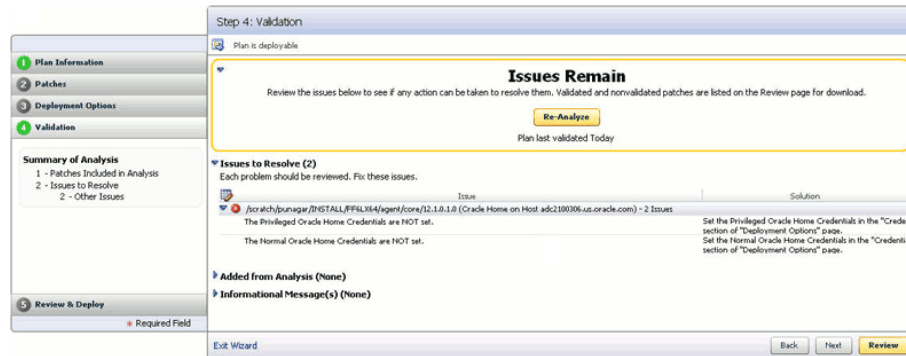 Step 4: Validation
Plan is deployable
1 Plan Information
2 Patches
3 Deployment Options
4 Validation
Summary of Analysis
1 - Patches Included in Analysis
2 - Issues to Resolve
2 - Other Issues
5 Review & Deploy
* Required Field
Issues Remain
Review the issues below to see if any action can be taken to resolve them. Validated and nonvalidated patches are listed on the Review page for download.
Re-Analyze
Plan last validated Today
Issues to Resolve (2)
Each problem should be reviewed. Fix these issues.
Issue Solution
/scratch/punagar/INSTALL/FF6LX64/agent/core/12.1.0.1.0 (Oracle Home on Host adc2100306.us.oracle.com) - 2 Issues
The Privileged Oracle Home Credentials are NOT set.
Set the Privileged Oracle Home Credentials in the "Crede
section of "Deployment Options" page.
The Normal Oracle Home Credentials are NOT set.
Set the Normal Oracle Home Credentials in the "Credentia
section of "Deployment Options" page.
Added from Analysis (None)
Informational Message(s) (None)
Exit Wizard
Back
Next
Review